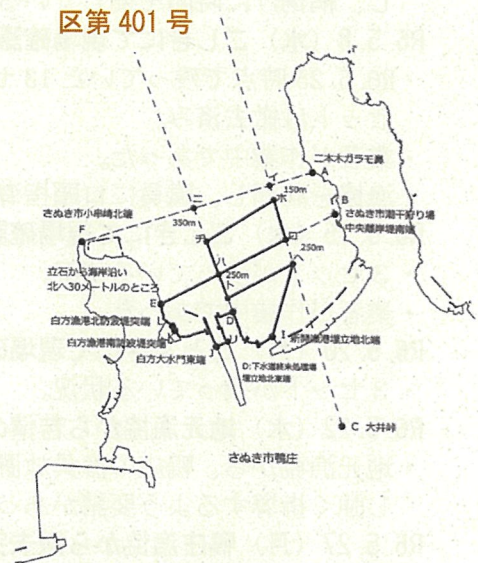 区第401号
二木木ガラモ鼻
A
イ
ホ
150m
ニ
350m
B
さぬき市潮干狩り場
中央離岸堤南端
さぬき市小串崎北端
F
チ
ロ
ヘ
250m
ハ
250m
ト
立石から海岸沿い
北へ30メートルのところ
E
L
K
D
白方漁港北防波堤突端
白方漁港南防波堤突端
J
I
新開漁港埋立地北端
白方大水門東端
D:下水道終末処理場
埋立地北東端
C 大井峠
さぬき市鴨庄